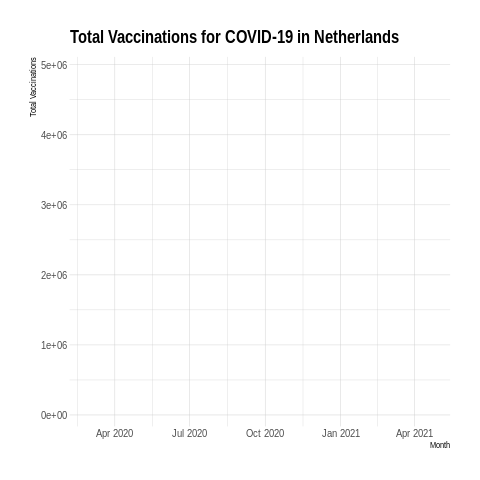 Total Vaccinations for COVID-19 in Netherlands
Total Vaccinations
5e+06
4e+06
3e+06
2e+06
1e+06
0e+00
Apr 2020 Jul 2020 Oct 2020 Jan 2021 Apr 2021
Month